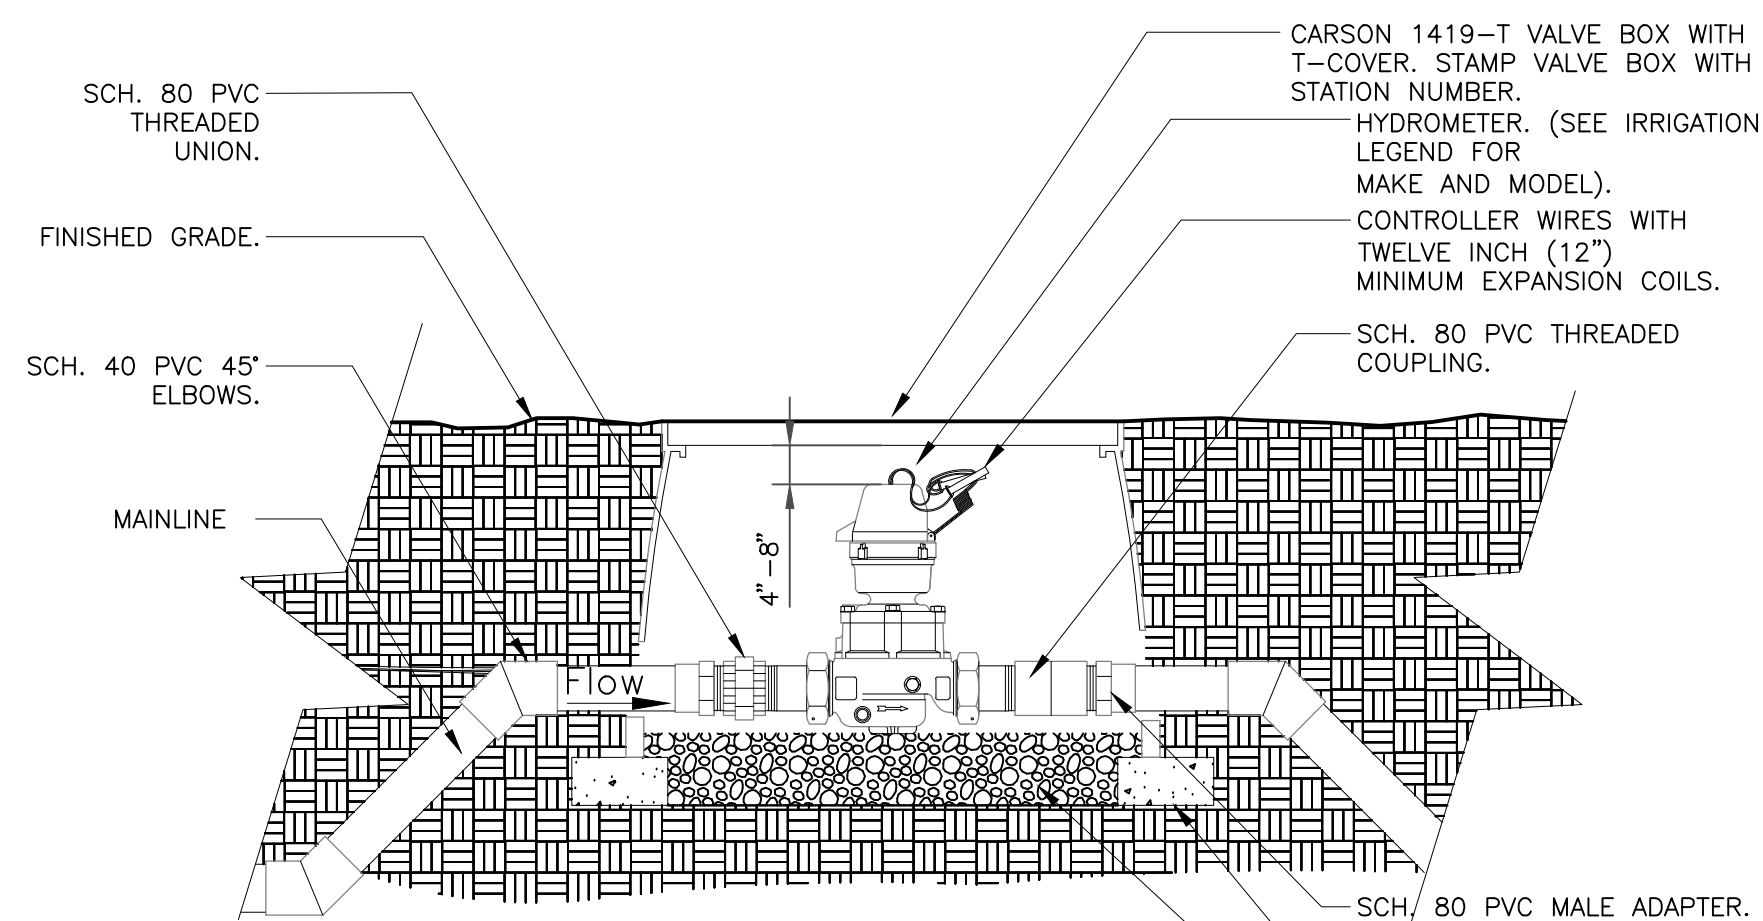 CARSON 1419-T VALVE BOX WITH
T-COVER. STAMP VALVE BOX WITH
STATION NUMBER.
HYDROMETER. (SEE IRRIGATION
LEGEND FOR
MAKE AND MODEL).
CONTROLLER WIRES WITH
TWELVE INCH (12")
MINIMUM EXPANSION COILS.
SCH. 80 PVC THREADED
COUPLING.
SCH. 80 PVC
THREADED
UNION.
FINISHED GRADE.
SCH. 40 PVC 45°
ELBOWS.
MAINLINE
4"-8"
Flow
SCH. 80 PVC MALE ADAPTER.